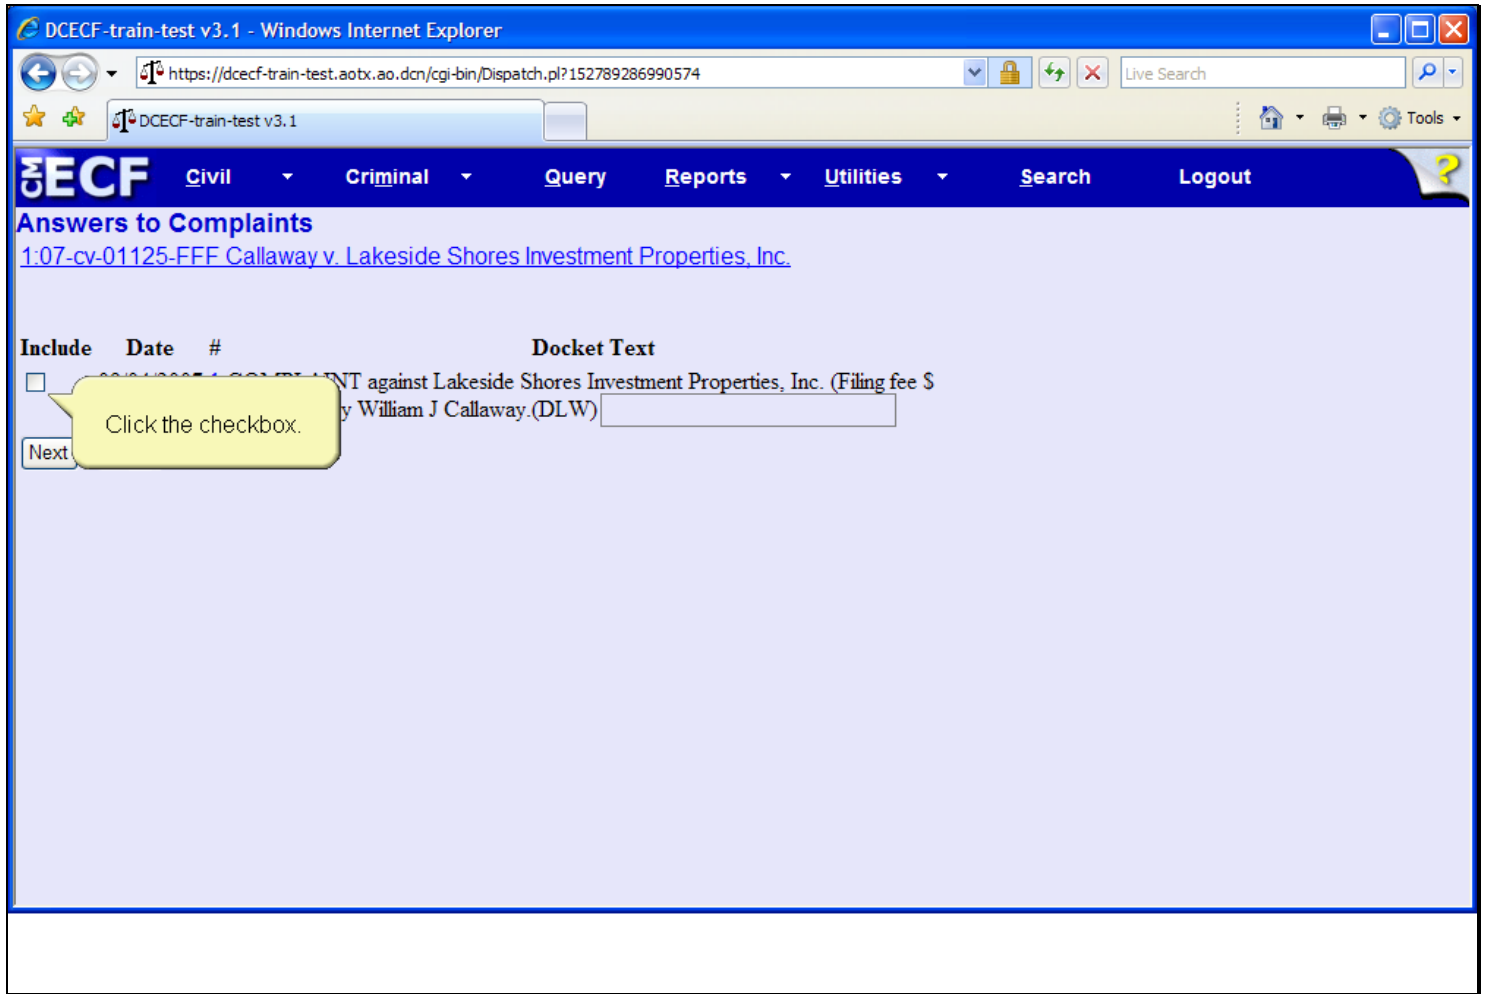 DCECF-train-test v3.1 - Windows Internet Explorer
https://dcecf-train-test.aotx.ao.dcn/cgi-bin/Dispatch.pl?152789286990574
Live Search
DCECF-train-test v3.1
Tools
CM ECF Civil Criminal Query Reports Utilities Search Logout ?
Answers to Complaints
1:07-cv-01125-FFF Callaway v. Lakeside Shores Investment Properties, Inc.
Include Date # Docket Text
1 COMPLAINT against Lakeside Shores Investment Properties, Inc. (Filing fee $
y William J Callaway.(DLW)
Click the checkbox.
Next